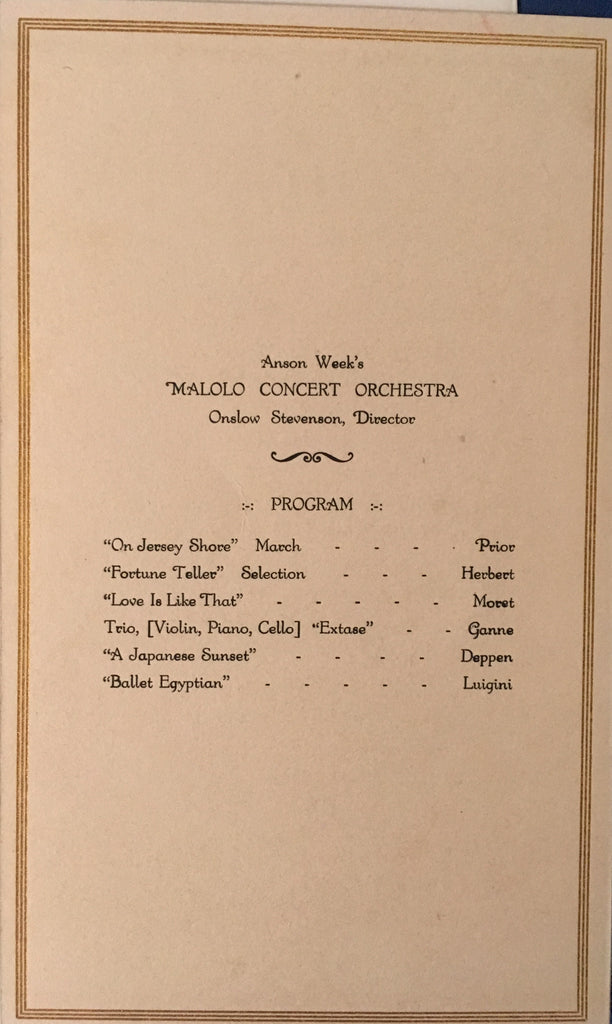 Anson Week's
MALOLO CONCERT ORCHESTRA
Onslow Stevenson, Director
:-: PROGRAM :-:
"On Jersey Shore" March - - - - Prior
"Fortune Teller" Selection - - - Herbert
"Love Is Like That" - - - - - Moret
Trio, [Violin, Piano, Cello] "Extase" - - Ganne
"A Japanese Sunset" - - - - Deppen
"Ballet Egyptian" - - - - - Luigini